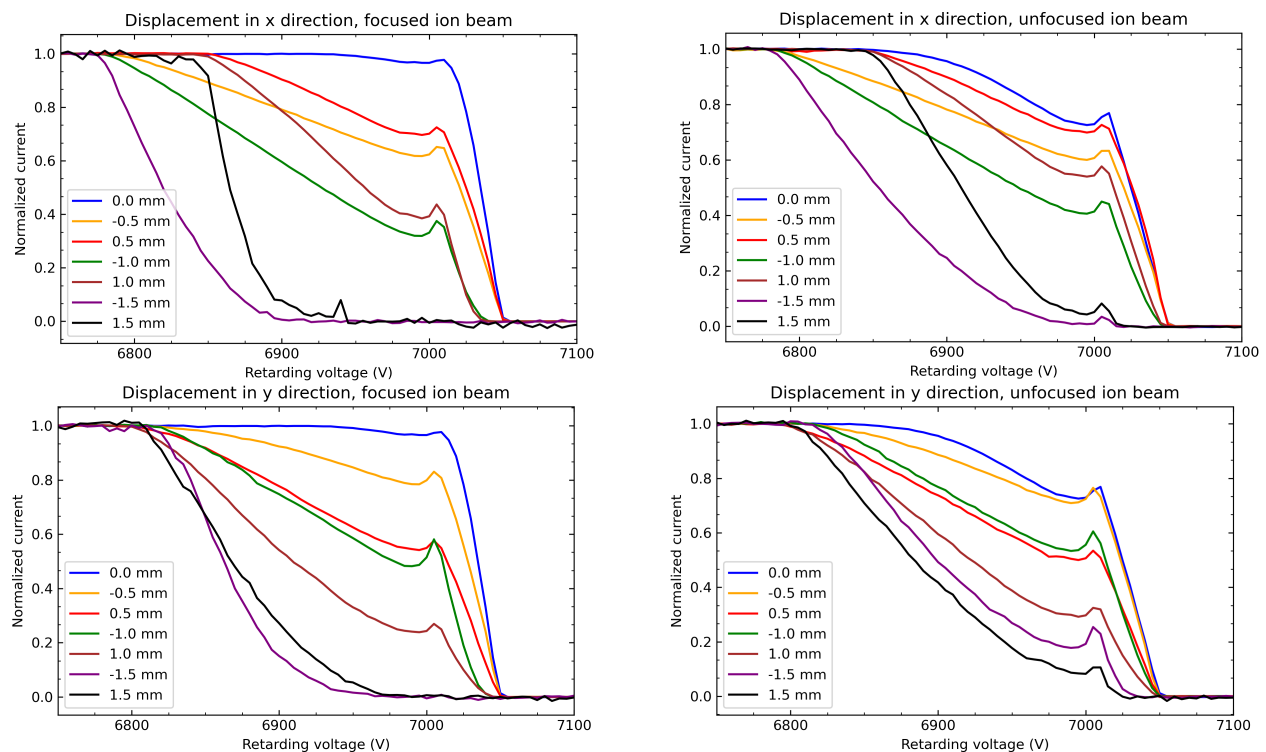 Displacement in x direction, focused ion beam
Normalized current
1.0
0.8
0.6
0.4
0.2
0.0
0.0 mm
-0.5 mm
0.5 mm
-1.0 mm
1.0 mm
-1.5 mm
1.5 mm
6800 6900 7000 7100
Retarding voltage (V)
Displacement in x direction, unfocused ion beam
Normalized current
1.0
0.8
0.6
0.4
0.2
0.0
0.0 mm
-0.5 mm
0.5 mm
-1.0 mm
1.0 mm
-1.5 mm
1.5 mm
6800 6900 7000 7100
Retarding voltage (V)
Displacement in y direction, focused ion beam
Normalized current
1.0
0.8
0.6
0.4
0.2
0.0
0.0 mm
-0.5 mm
0.5 mm
-1.0 mm
1.0 mm
-1.5 mm
1.5 mm
6800 6900 7000 7100
Retarding voltage (V)
Displacement in y direction, unfocused ion beam
Normalized current
1.0
0.8
0.6
0.4
0.2
0.0
0.0 mm
-0.5 mm
0.5 mm
-1.0 mm
1.0 mm
-1.5 mm
1.5 mm
6800 6900 7000 7100
Retarding voltage (V)